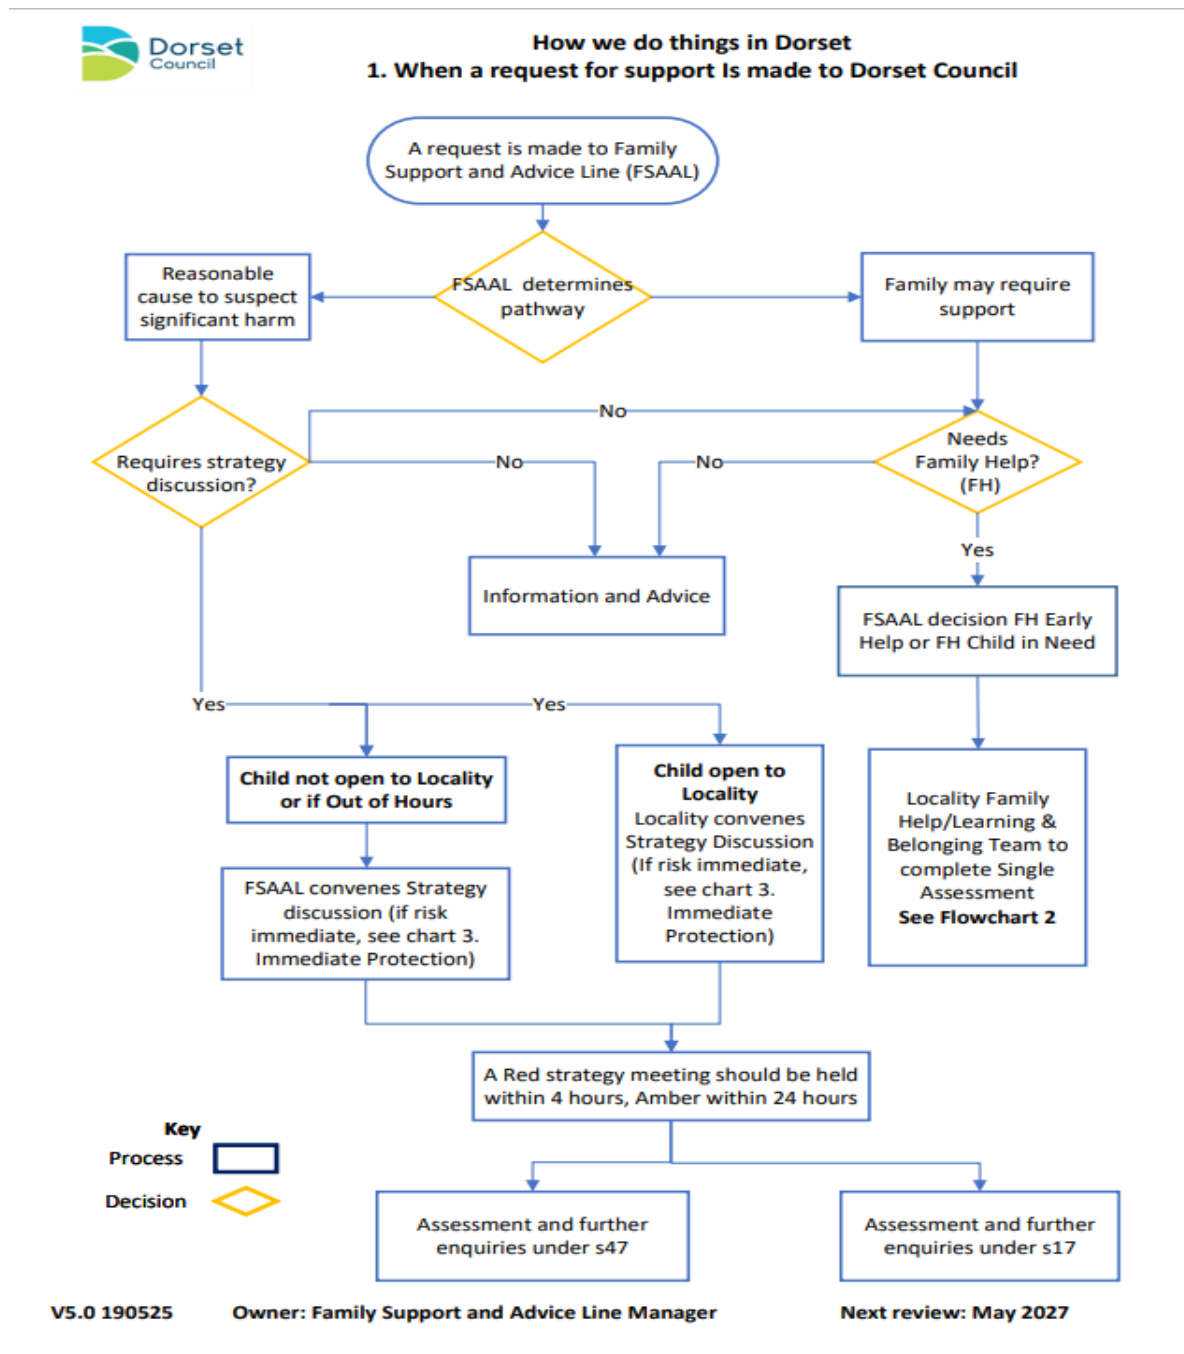 Dorset
Council
How we do things in Dorset
1. When a request for support Is made to Dorset Council
A request is made to Family
Support and Advice Line (FSAAL)
Reasonable
cause to suspect
significant harm
FSAAL determines
pathway
Family may require
support
No
Requires strategy
discussion?
No
No
Needs
Family Help?
(FH)
Yes
Information and Advice
FSAAL decision FH Early
Help or FH Child in Need
Yes
Yes
Child not open to Locality
or if Out of Hours
Child open to
Locality
Locality convenes
Strategy Discussion
(If risk immediate,
see chart 3.
Immediate
Protection)
Locality Family
Help/Learning &
Belonging Team to
complete Single
Assessment
See Flowchart 2
FSAAL convenes Strategy
discussion (if risk
immediate, see chart 3.
Immediate Protection)
A Red strategy meeting should be held
within 4 hours, Amber within 24 hours
Key
Process
Decision
Assessment and further
enquiries under s47
Assessment and further
enquiries under s17
V5.0 190525
Owner: Family Support and Advice Line Manager
Next review: May 2027